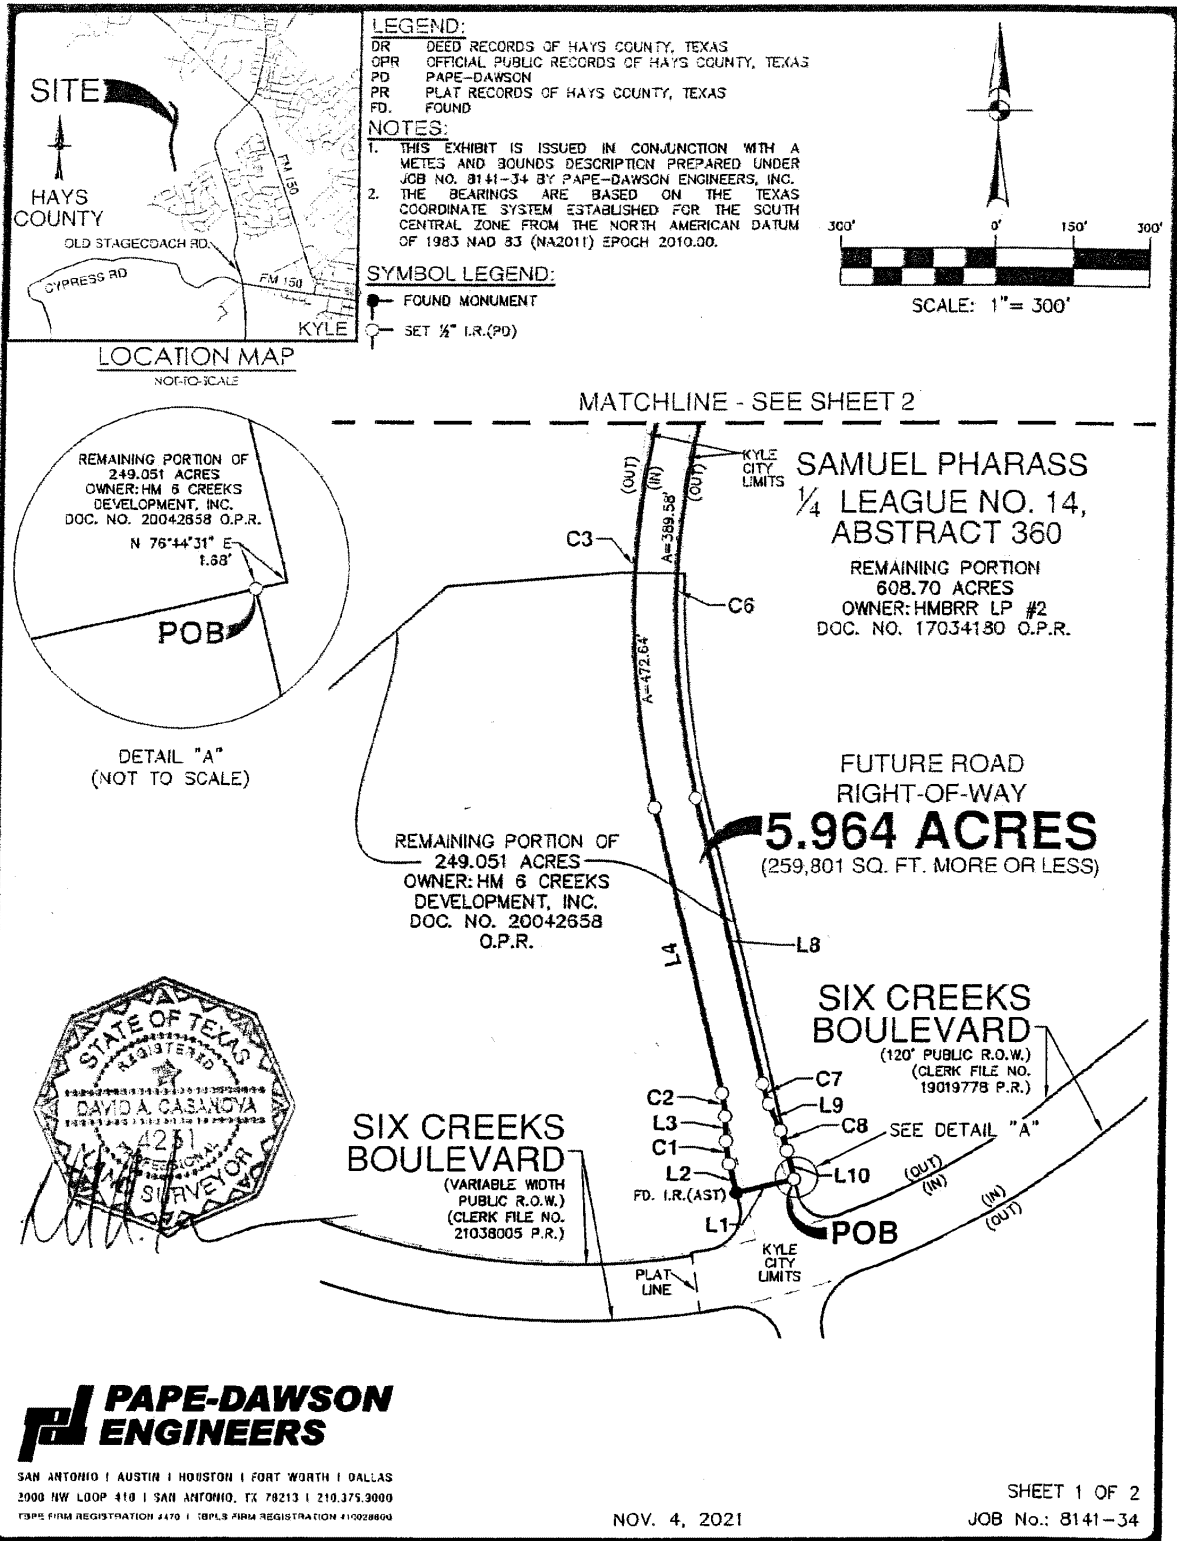 SITE
HAYS
COUNTY
OLD STAGECOACH RD.
CYPRESS RD
FM 150
FM 150
KYLE
LOCATION MAP
NOT-TO-SCALE
LEGEND:
DR DEED RECORDS OF HAYS COUNTY, TEXAS
OPR OFFICIAL PUBLIC RECORDS OF HAYS COUNTY, TEXAS
PD PAPE-DAWSON
PR PLAT RECORDS OF HAYS COUNTY, TEXAS
FD. FOUND
NOTES:
1. THIS EXHIBIT IS ISSUED IN CONJUNCTION WITH A
METES AND BOUNDS DESCRIPTION PREPARED UNDER
JOB NO. 8141-34 BY PAPE-DAWSON ENGINEERS, INC.
2. THE BEARINGS ARE BASED ON THE TEXAS
COORDINATE SYSTEM ESTABLISHED FOR THE SOUTH
CENTRAL ZONE FROM THE NORTH AMERICAN DATUM
OF 1983 NAD 83 (NA2011) EPOCH 2010.00.
SYMBOL LEGEND:
FOUND MONUMENT
SET ½" I.R.(PD)
300' 0' 150' 300'
SCALE: 1"= 300'
MATCHLINE - SEE SHEET 2
REMAINING PORTION OF
249.051 ACRES
OWNER: HM 6 CREEKS
DEVELOPMENT, INC.
DOC. NO. 20042658 O.P.R.
N 76°44'31" E
1.68'
POB
DETAIL "A"
(NOT TO SCALE)
(OUT)
(IN)
(OUT)
KYLE
CITY
LIMITS
A=389.58'
C3
C6
A=472.64'
SAMUEL PHARASS
¼ LEAGUE NO. 14,
ABSTRACT 360
REMAINING PORTION
608.70 ACRES
OWNER: HMBRR LP #2
DOC. NO. 17034180 O.P.R.
FUTURE ROAD
RIGHT-OF-WAY
5.964 ACRES
(259,801 SQ. FT. MORE OR LESS)
REMAINING PORTION OF
249.051 ACRES
OWNER: HM 6 CREEKS
DEVELOPMENT, INC.
DOC. NO. 20042658
O.P.R.
L4
L8
SIX CREEKS
BOULEVARD
(120' PUBLIC R.O.W.)
(CLERK FILE NO.
19019778 P.R.)
C2
L3
C1
L2
FD. I.R.(AST)
L1
C7
L9
C8
L10
SEE DETAIL "A"
(OUT)
(IN)
(IN)
(OUT)
POB
KYLE
CITY
LIMITS
PLAT
LINE
SIX CREEKS
BOULEVARD
(VARIABLE WIDTH
PUBLIC R.O.W.)
(CLERK FILE NO.
21038005 P.R.)
STATE OF TEXAS
REGISTERED
DAVID A. CASANOVA
4251
PROFESSIONAL
LAND SURVEYOR
PAPE-DAWSON
ENGINEERS
SAN ANTONIO | AUSTIN | HOUSTON | FORT WORTH | DALLAS
2000 NW LOOP 410 | SAN ANTONIO, TX 78213 | 210.375.9000
TBPE FIRM REGISTRATION #470 | TBPLS FIRM REGISTRATION #10028800
NOV. 4, 2021
SHEET 1 OF 2
JOB No.: 8141-34